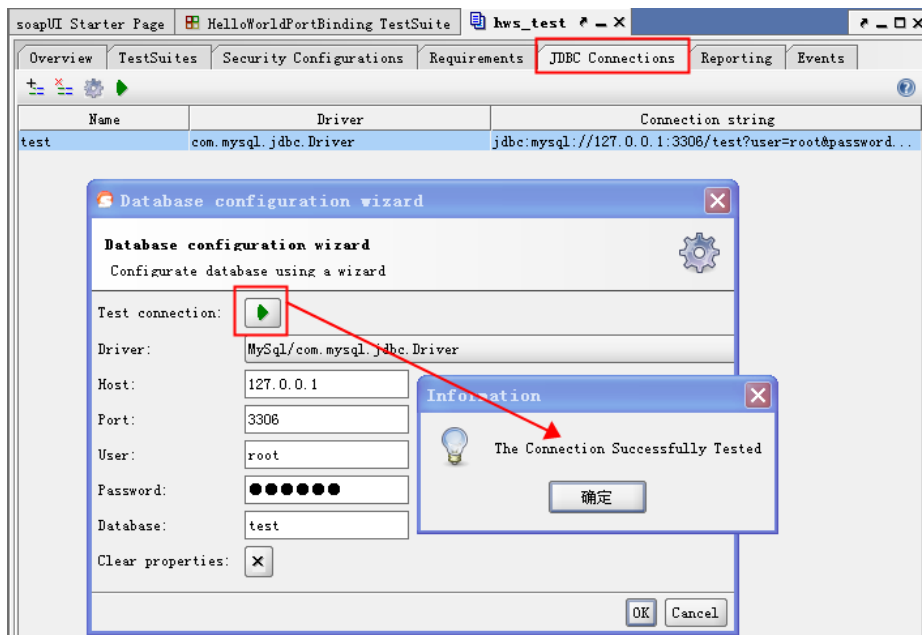 soapUI Starter Page HelloWorldPortBinding TestSuite hws_test
Overview TestSuites Security Configurations Requirements JDBC Connections Reporting Events
Name Driver Connection string
test com.mysql.jdbc.Driver jdbc:mysql://127.0.0.1:3306/test?user=root&password...
Database configuration wizard
Database configuration wizard
Configurate database using a wizard
Test connection:
Driver: MySql/com.mysql.jdbc.Driver
Host: 127.0.0.1
Information
Port: 3306
User: root
The Connection Successfully Tested
Password: ●●●●●●
确定
Database: test
Clear properties:
OK Cancel